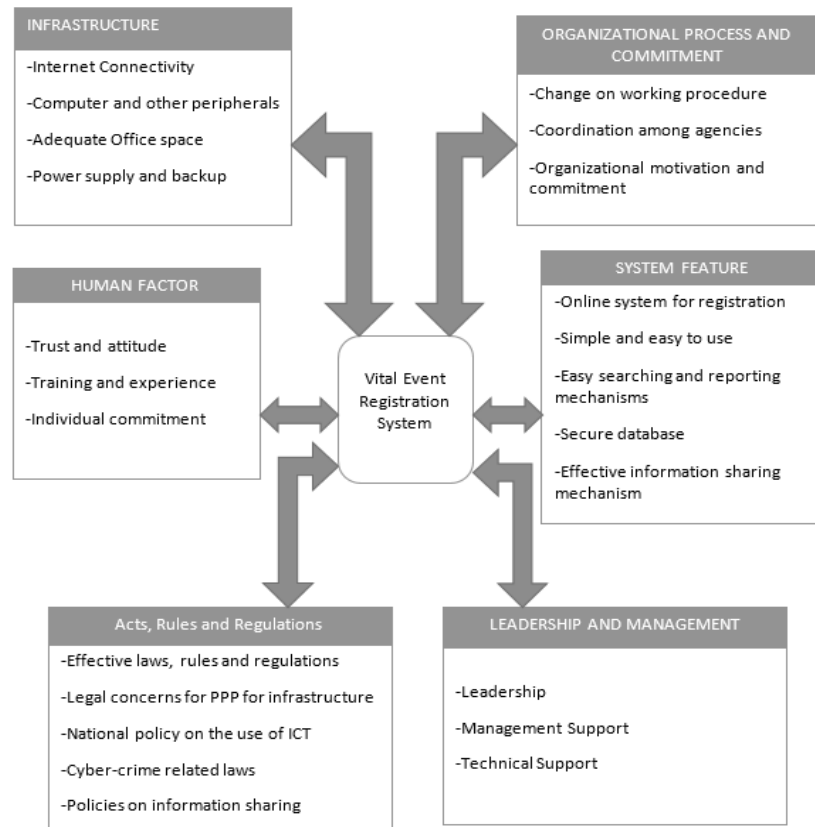 INFRASTRUCTURE
-Internet Connectivity
-Computer and other peripherals
-Adequate Office space
-Power supply and backup
ORGANIZATIONAL PROCESS AND
COMMITMENT
-Change on working procedure
-Coordination among agencies
-Organizational motivation and
commitment
HUMAN FACTOR
-Trust and attitude
-Training and experience
-Individual commitment
Vital Event
Registration
System
SYSTEM FEATURE
-Online system for registration
-Simple and easy to use
-Easy searching and reporting
mechanisms
-Secure database
-Effective information sharing
mechanism
Acts, Rules and Regulations
-Effective laws, rules and regulations
-Legal concerns for PPP for infrastructure
-National policy on the use of ICT
-Cyber-crime related laws
-Policies on information sharing
LEADERSHIP AND MANAGEMENT
-Leadership
-Management Support
-Technical Support